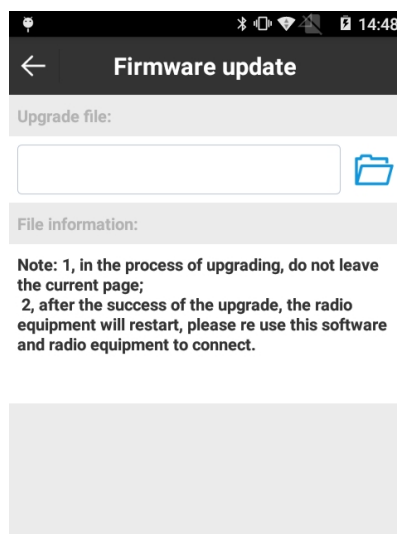 14:48
Firmware update
Upgrade file:
File information:
Note: 1, in the process of upgrading, do not leave
the current page;
2, after the success of the upgrade, the radio
equipment will restart, please re use this software
and radio equipment to connect.